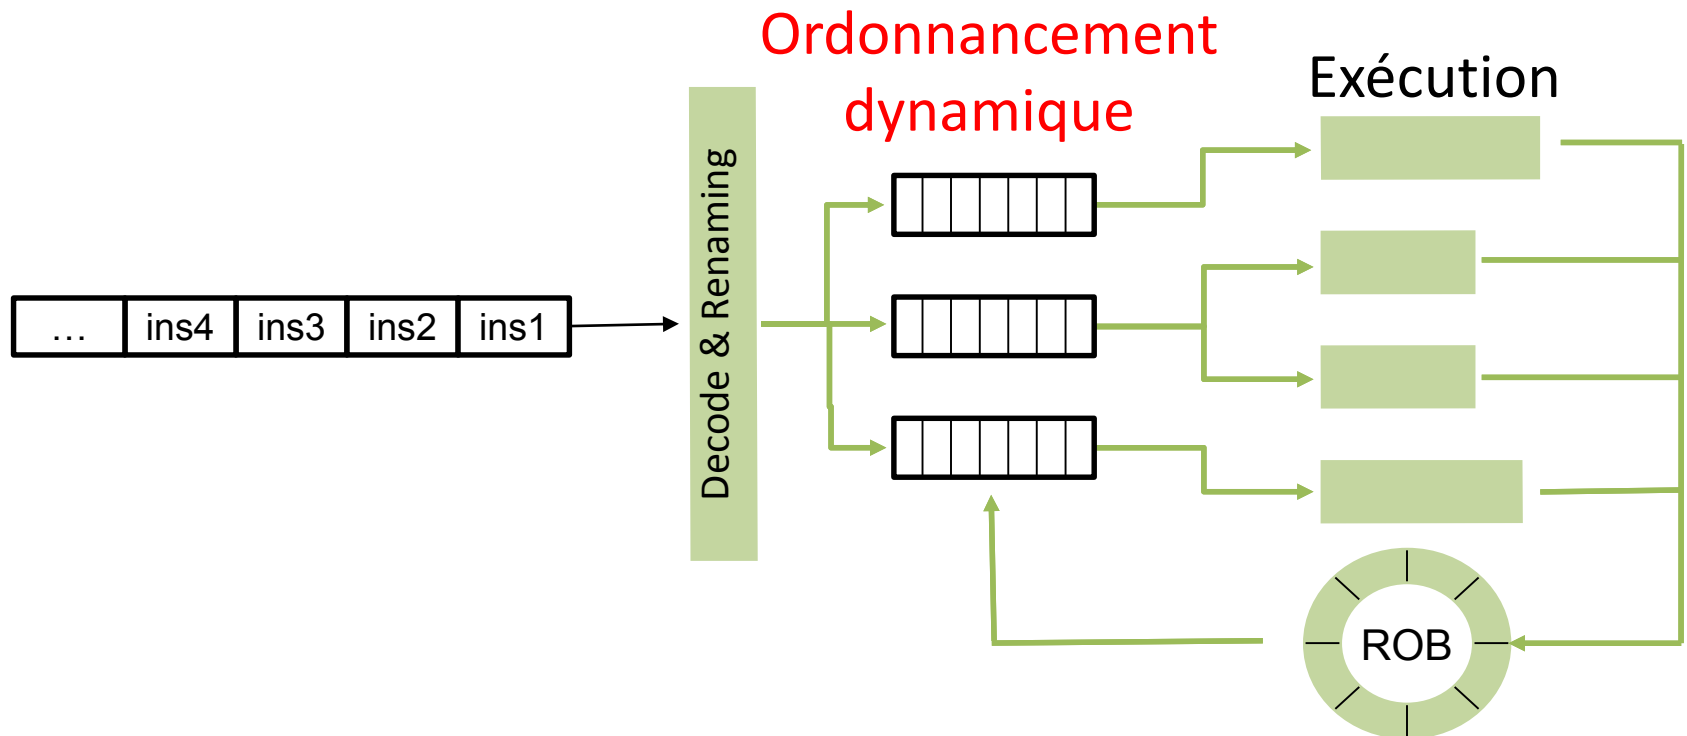 Ordonnancement
dynamique
Exécution
Decode & Renaming
… ins4 ins3 ins2 ins1
ROB